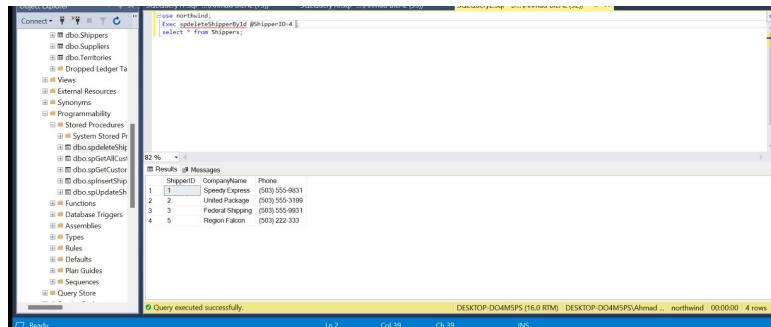 Connect
dbo.Shippers
dbo.Suppliers
dbo.Territories
Dropped Ledger Ta
Views
External Resources
Synonyms
Programmability
Stored Procedures
System Stored Pr
dbo.spdeleteShip
dbo.spGetAllCust
dbo.spGetCustor
dbo.spInsertShip
dbo.spUpdateSh
Functions
Database Triggers
Assemblies
Types
Rules
Defaults
Plan Guides
Sequences
Query Store
use northwind;
Exec spdeleteShipperById @ShipperID=4 ;
select * from Shippers;
82 %
Results Messages
ShipperID CompanyName Phone
1 1 Speedy Express (503) 555-9831
2 2 United Package (503) 555-3199
3 3 Federal Shipping (503) 555-9931
4 5 Region Falcon (503) 222-333
Query executed successfully. DESKTOP-DO4M5PS (16.0 RTM) DESKTOP-DO4M5PS\Ahmad ... northwind 00:00:00 4 rows
Ready Ln 2 Col 39 Ch 39 INS